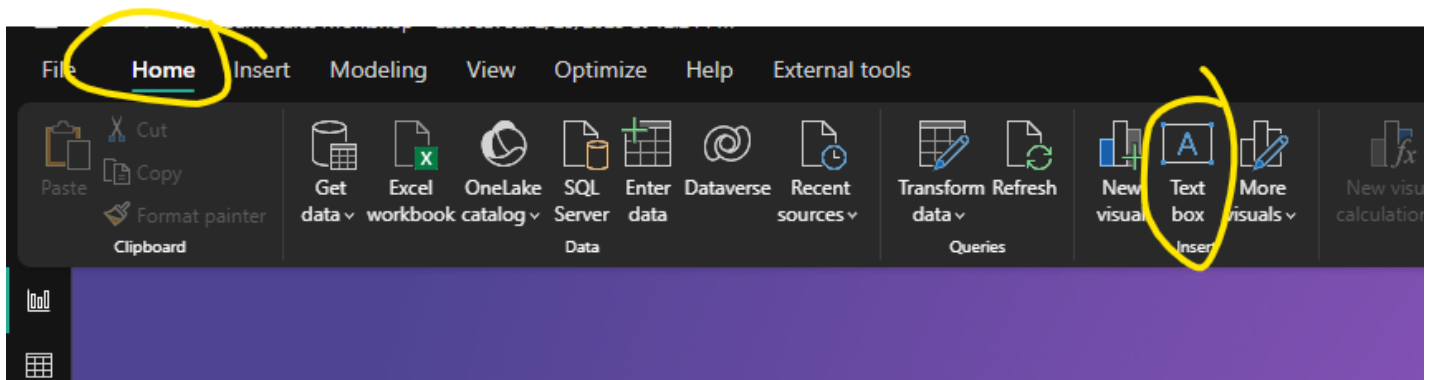 File Home Insert Modeling View Optimize Help External tools
Cut
Copy
Paste
Format painter
Get data
Excel workbook
OneLake catalog
SQL Server
Enter data
Dataverse
Recent sources
Transform data
Refresh
New visual
Text box
More visuals
New
Clipboard Data Queries Insert